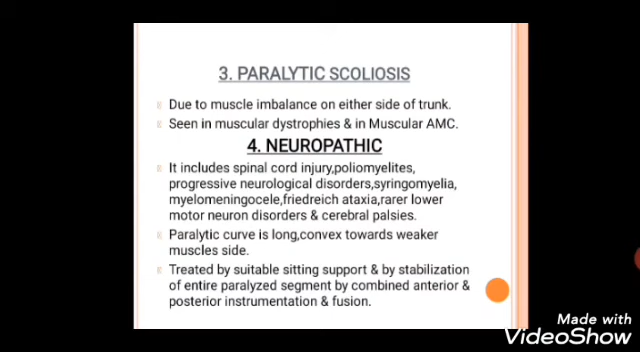 3. PARALYTIC SCOLIOSIS
Due to muscle imbalance on either side of trunk.
Seen in muscular dystrophies & in Muscular AMC.
4. NEUROPATHIC
It includes spinal cord injury,poliomyelites,
progressive neurological disorders,syringomyelia,
myelomeningocele,friedreich ataxia,rarer lower
motor neuron disorders & cerebral palsies.
Paralytic curve is long,convex towards weaker
muscles side.
Treated by suitable sitting support & by stabilization
of entire paralyzed segment by combined anterior &
posterior instrumentation & fusion.
Made with
VideoShow